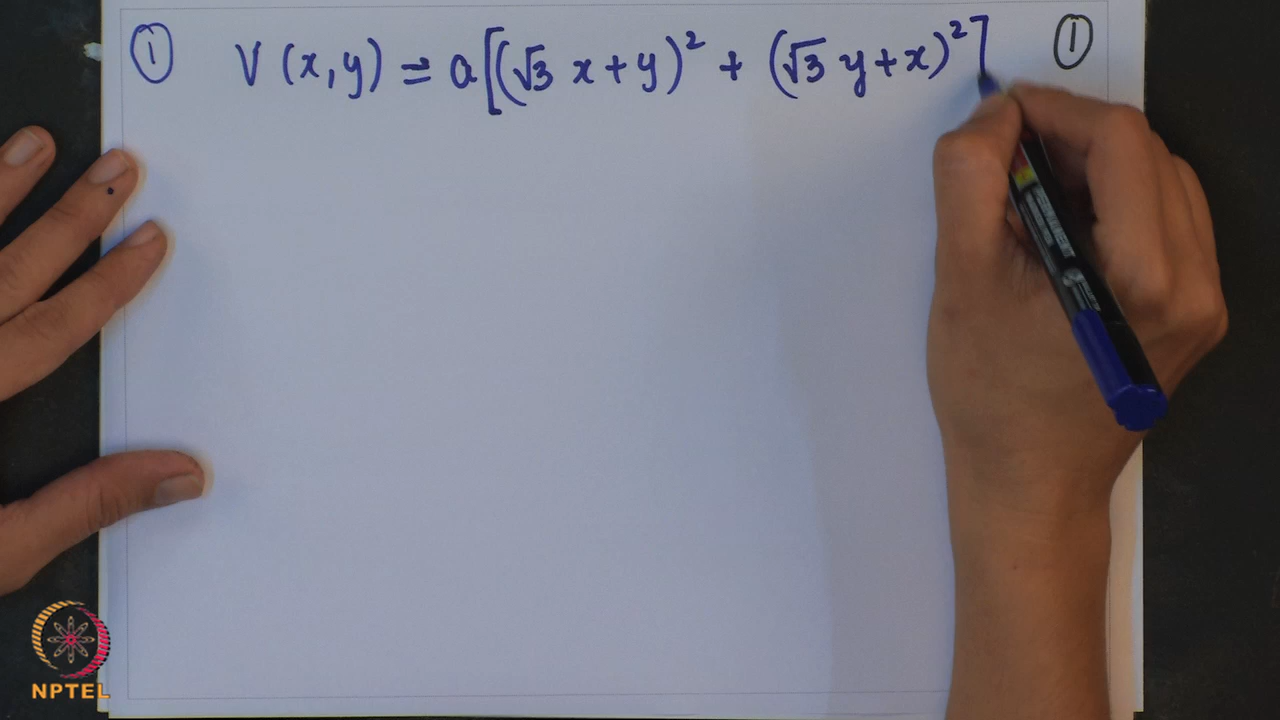 ① V (x, y) = a[(√3 x + y)² + (√3 y + x)²] ①
NPTEL